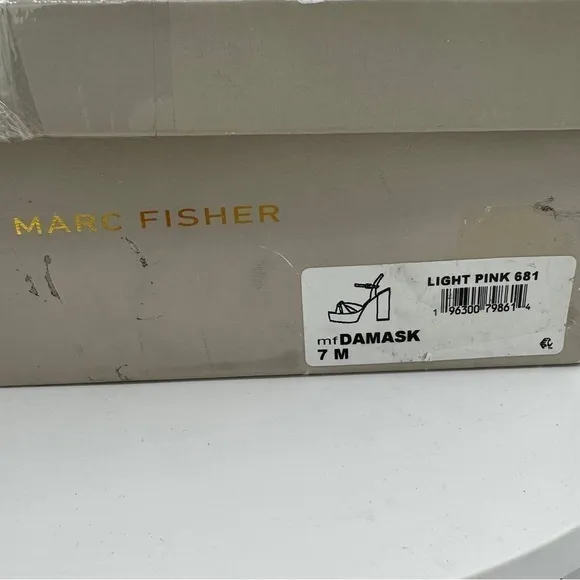 MARC FISHER
LIGHT PINK 681
1 96300 79861 4
mfDAMASK
7 M